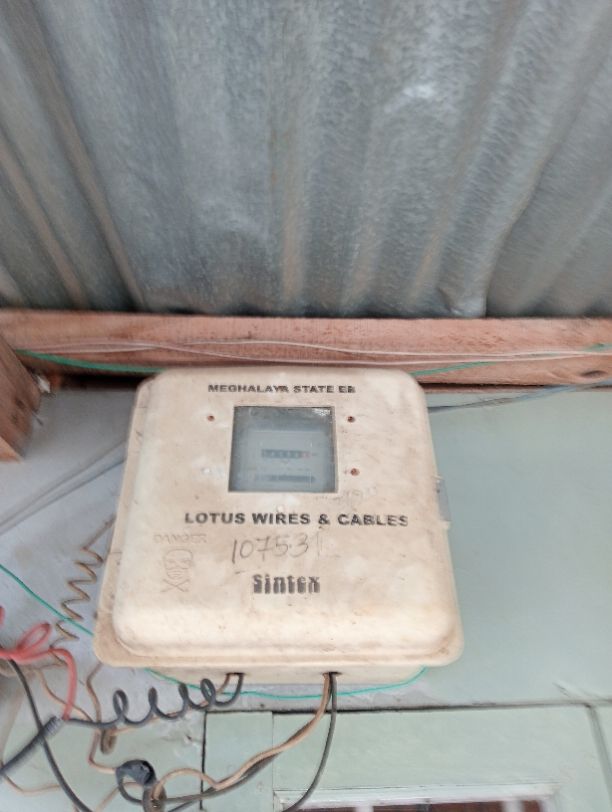 MEGHALAYA STATE EB
LOTUS WIRES & CABLES
DANGER
107531
Sintex